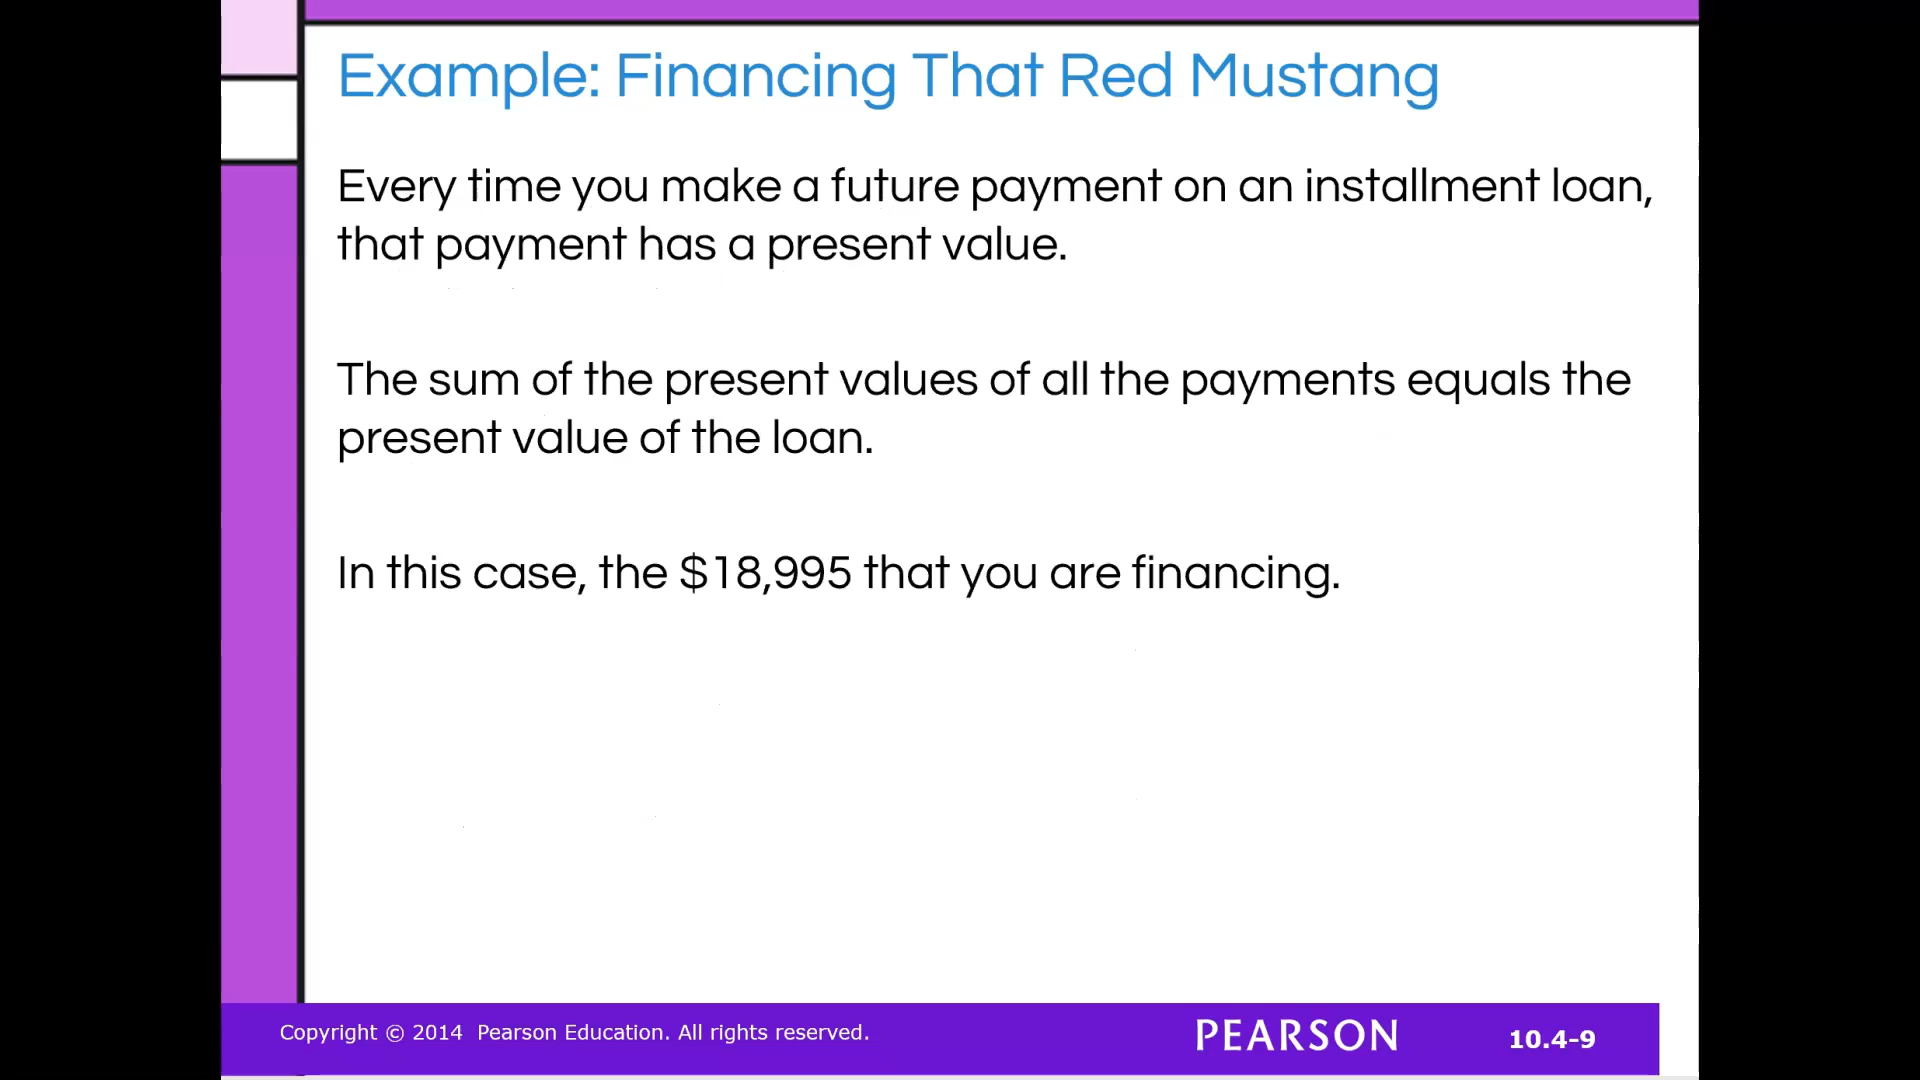 Example: Financing That Red Mustang
Every time you make a future payment on an installment loan,
that payment has a present value.
The sum of the present values of all the payments equals the
present value of the loan.
In this case, the $18,995 that you are financing.
Copyright © 2014 Pearson Education. All rights reserved.
PEARSON
10.4-9